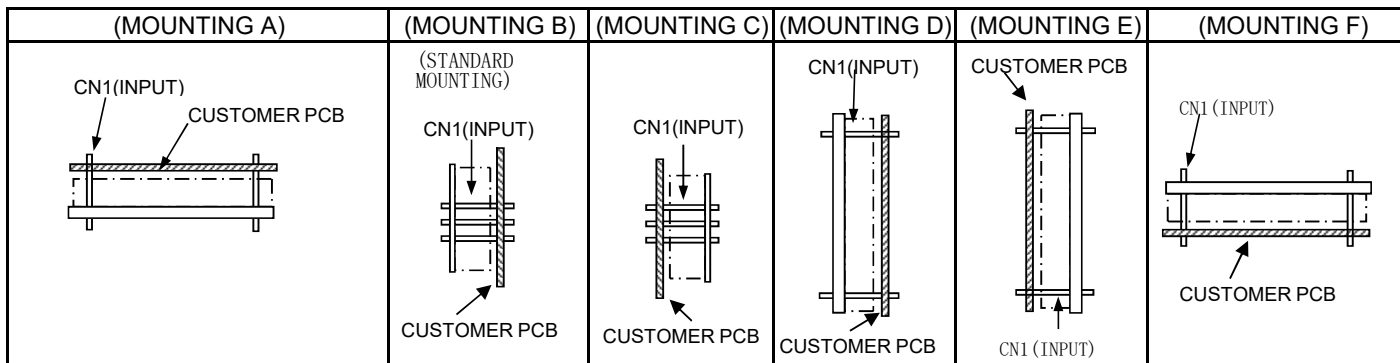 (MOUNTING A)
(MOUNTING B)
(MOUNTING C)
(MOUNTING D)
(MOUNTING E)
(MOUNTING F)
CN1(INPUT)
CUSTOMER PCB
(STANDARD
MOUNTING)
CN1(INPUT)
CUSTOMER PCB
CN1(INPUT)
CUSTOMER PCB
CN1(INPUT)
CUSTOMER PCB
CUSTOMER PCB
CN1(INPUT)
CN1(INPUT)
CUSTOMER PCB